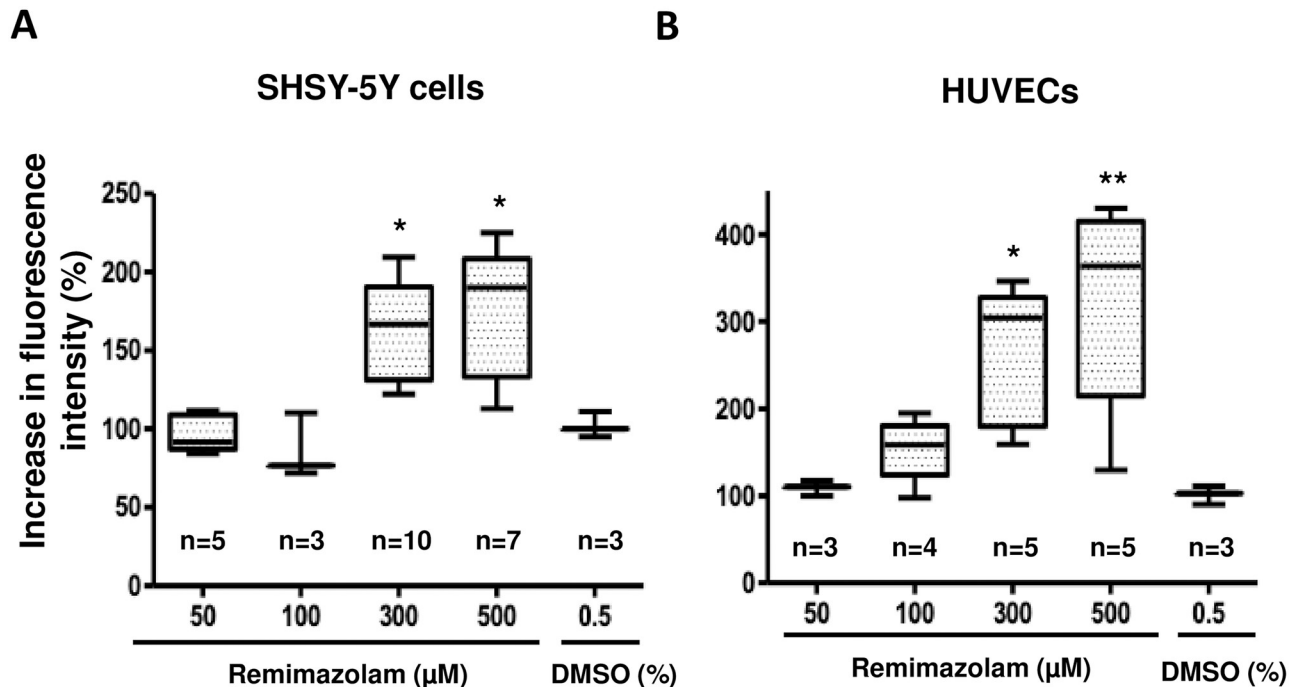 A
SHSY-5Y cells
Increase in fluorescence
intensity (%)
250
200
150
100
50
0
*
*
n=5 n=3 n=10 n=7 n=3
50 100 300 500 0.5
Remimazolam (µM) DMSO (%)
B
HUVECs
400
300
200
100
0
*
**
n=3 n=4 n=5 n=5 n=3
50 100 300 500 0.5
Remimazolam (µM) DMSO (%)